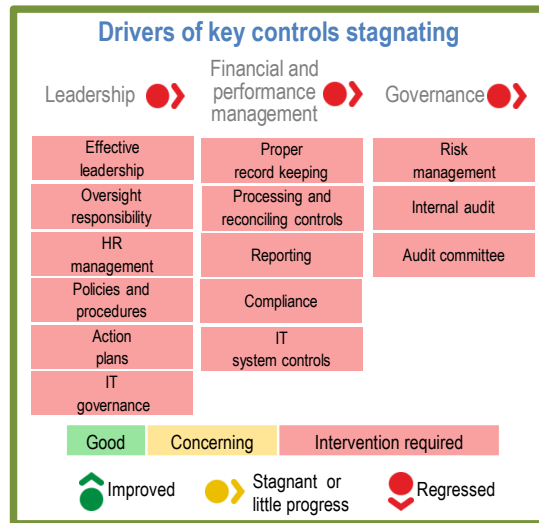 Drivers of key controls stagnating
Leadership
Financial and
performance
management
Governance
Effective
leadership
Oversight
responsibility
HR
management
Policies and
procedures
Action
plans
IT
governance
Proper
record keeping
Processing and
reconciling controls
Reporting
Compliance
IT
system controls
Risk
management
Internal audit
Audit committee
Good
Concerning
Intervention required
Improved
Stagnant or
little progress
Regressed